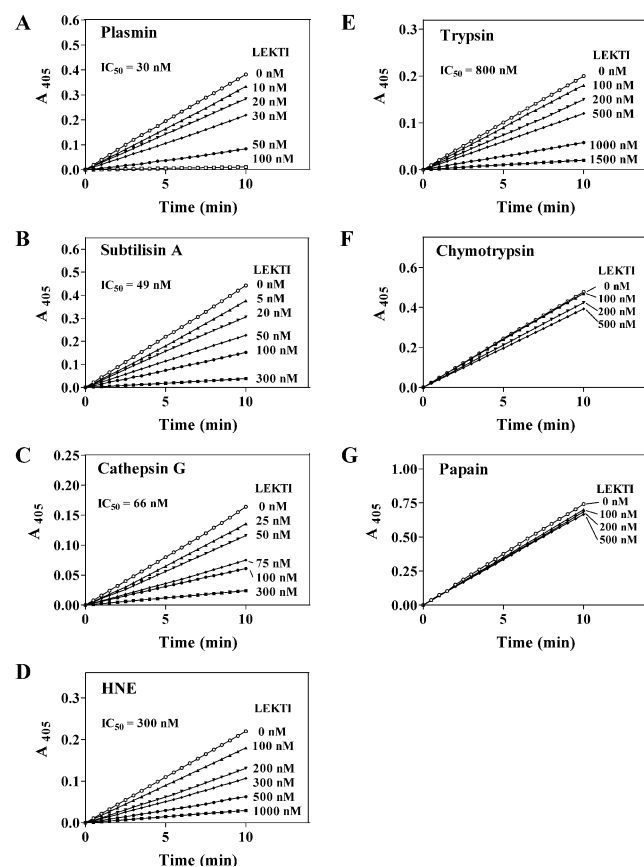 A
Plasmin
IC50 = 30 nM
LEKTI
0 nM
10 nM
20 nM
30 nM
50 nM
100 nM
0.6
0.5
0.4
0.3
0.2
0.1
0.0
A 405
0
5
10
Time (min)
B
Subtilisin A
IC50 = 49 nM
LEKTI
0 nM
5 nM
20 nM
50 nM
100 nM
300 nM
0.6
0.5
0.4
0.3
0.2
0.1
0.0
A 405
0
5
10
Time (min)
C
Cathepsin G
IC50 = 66 nM
LEKTI
0 nM
25 nM
50 nM
75 nM
100 nM
300 nM
0.25
0.20
0.15
0.10
0.05
0.00
A 405
0
5
10
Time (min)
D
HNE
IC50 = 300 nM
LEKTI
0 nM
100 nM
200 nM
300 nM
500 nM
1000 nM
0.3
0.2
0.1
0.0
A 405
0
5
10
Time (min)
E
Trypsin
IC50 = 800 nM
LEKTI
0 nM
100 nM
200 nM
500 nM
1000 nM
1500 nM
0.2
0.1
0.0
A 405
0
5
10
Time (min)
F
Chymotrypsin
LEKTI
0 nM
100 nM
200 nM
500 nM
0.6
0.4
0.2
0.0
A 405
0
5
10
Time (min)
G
Papain
LEKTI
0 nM
100 nM
200 nM
500 nM
1.00
0.75
0.50
0.25
0.00
A 405
0
5
10
Time (min)